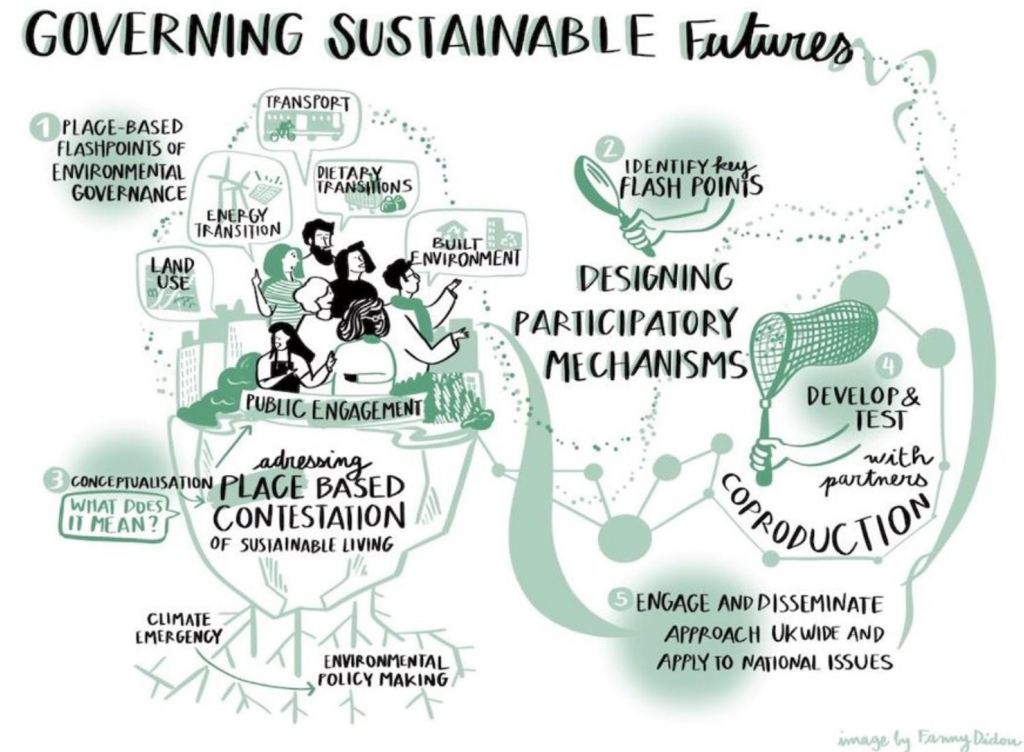 GOVERNING SUSTAINABLE Futures
1 PLACE-BASED
FLASHPOINTS OF
ENVIRONMENTAL
GOVERNANCE
TRANSPORT
DIETARY
TRANSITIONS
ENERGY
TRANSITION
BUILT
ENVIRONMENT
LAND
USE
PUBLIC ENGAGEMENT
2 IDENTIFY key
FLASH POINTS
DESIGNING
PARTICIPATORY
MECHANISMS
3 CONCEPTUALISATION
WHAT DOES
IT MEAN?
adressing
PLACE BASED
CONTESTATION
OF SUSTAINABLE LIVING
4
DEVELOP &
TEST
with
partners
COPRODUCTION
CLIMATE
EMERGENCY
ENVIRONMENTAL
POLICY MAKING
5 ENGAGE AND DISSEMINATE
APPROACH UK WIDE AND
APPLY TO NATIONAL ISSUES
image by Fanny Didou